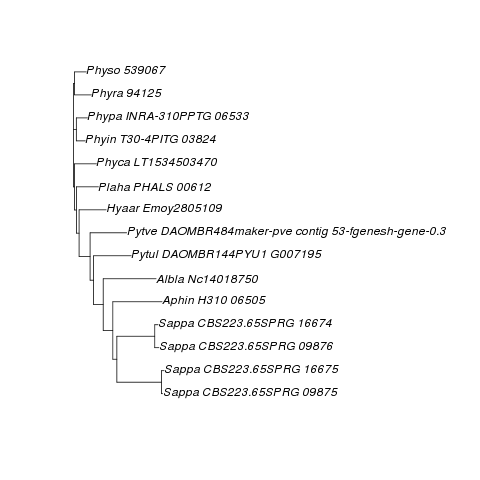 Physo 539067
Phyra 94125
Phypa INRA-310PPTG 06533
Phyin T30-4PITG 03824
Phyca LT1534503470
Plaha PHALS 00612
Hyaar Emoy2805109
Pytve DAOMBR484maker-pve contig 53-fgenesh-gene-0.3
Pytul DAOMBR144PYU1 G007195
Albla Nc14018750
Aphin H310 06505
Sappa CBS223.65SPRG 16674
Sappa CBS223.65SPRG 09876
Sappa CBS223.65SPRG 16675
Sappa CBS223.65SPRG 09875